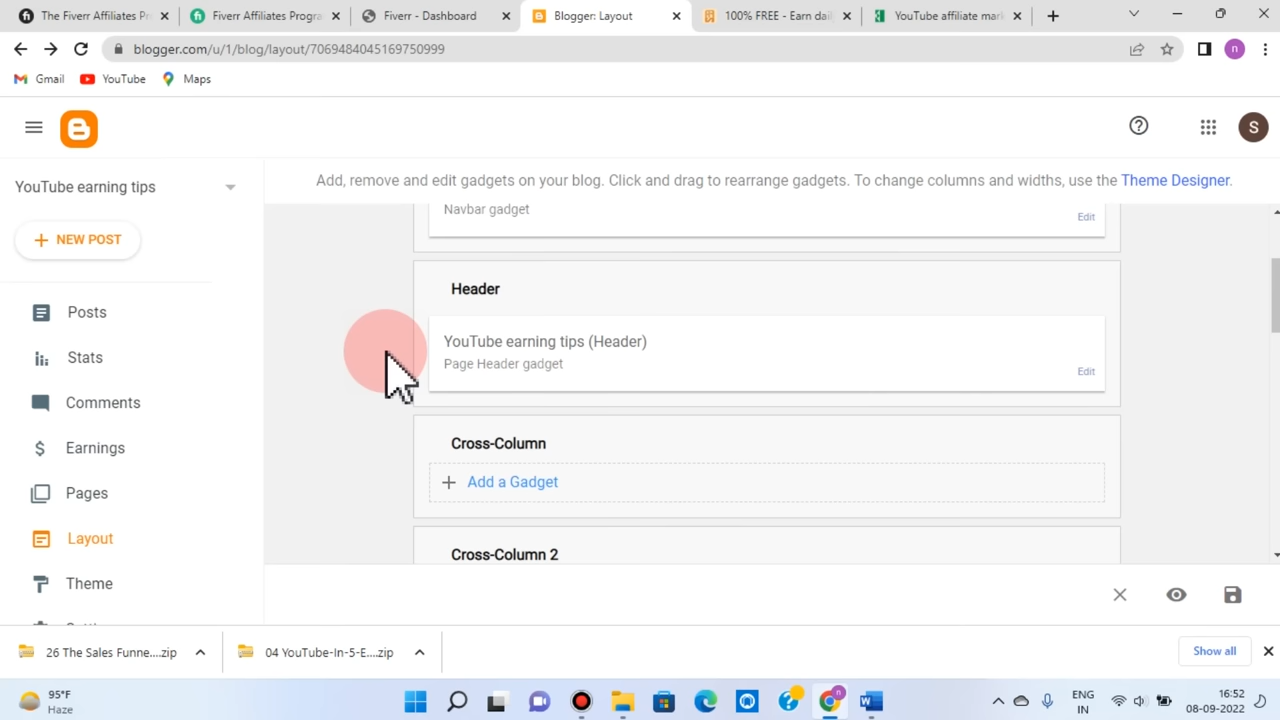 The Fiverr Affiliates Pr
Fiverr Affiliates Progra
Fiverr - Dashboard
Blogger: Layout
100% FREE - Earn dail
YouTube affiliate mark
blogger.com/u/1/blog/layout/7069484045169750999
n
Gmail
YouTube
Maps
S
YouTube earning tips
Add, remove and edit gadgets on your blog. Click and drag to rearrange gadgets. To change columns and widths, use the Theme Designer.
Navbar gadget
Edit
NEW POST
Header
Posts
YouTube earning tips (Header)
Page Header gadget
Edit
Stats
Comments
Cross-Column
Earnings
Add a Gadget
Pages
Layout
Cross-Column 2
Theme
26 The Sales Funne....zip
04 YouTube-In-5-E....zip
Show all
95°F
Haze
ENG
IN
16:52
08-09-2022